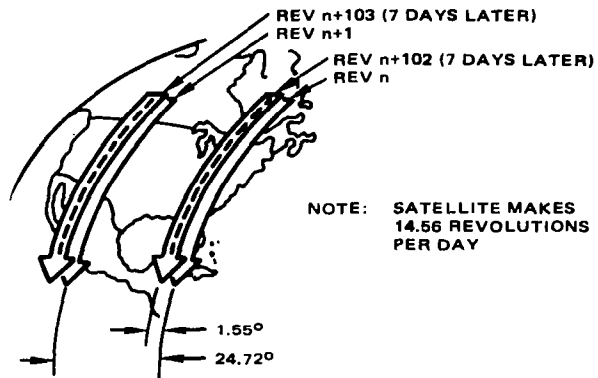 REV n+103 (7 DAYS LATER)
REV n+1
REV n+102 (7 DAYS LATER)
REV n
NOTE: SATELLITE MAKES
14.56 REVOLUTIONS
PER DAY
1.55°
24.72°